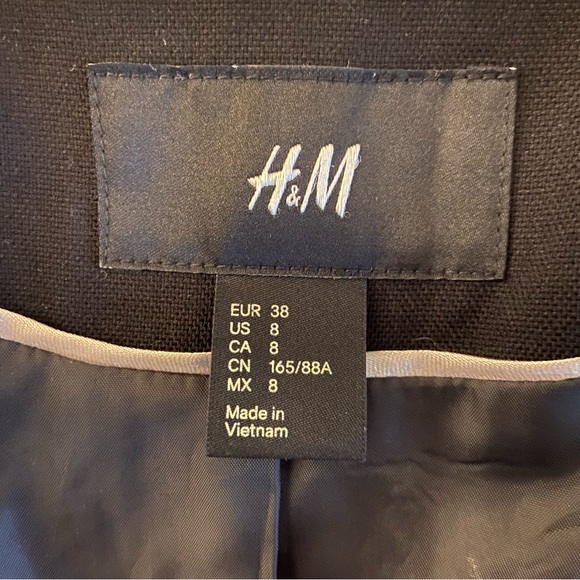 H&M
EUR 38
US 8
CA 8
CN 165/88A
MX 8
Made in
Vietnam